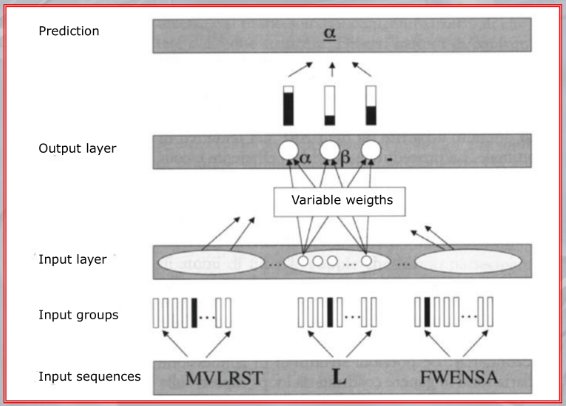 Prediction
α
Output layer
α β -
Variable weigths
Input layer
... ... ...
Input groups
... ... ...
Input sequences
MVLRST L FWENSA